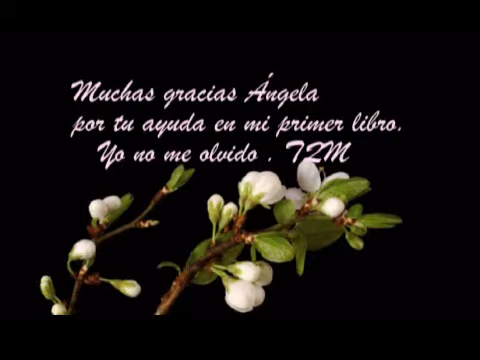 Muchas gracias Ángela
por tu ayuda en mi primer libro.
Yo no me olvido . TQM